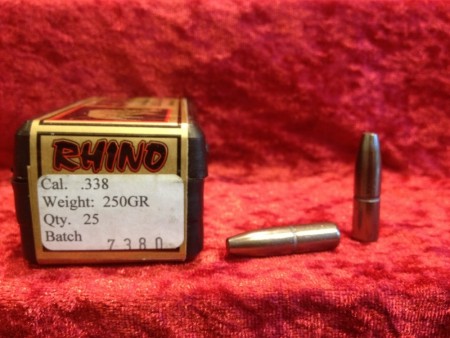 RHINO
Cal. .338
Weight: 250GR
Qty. 25
Batch 7380